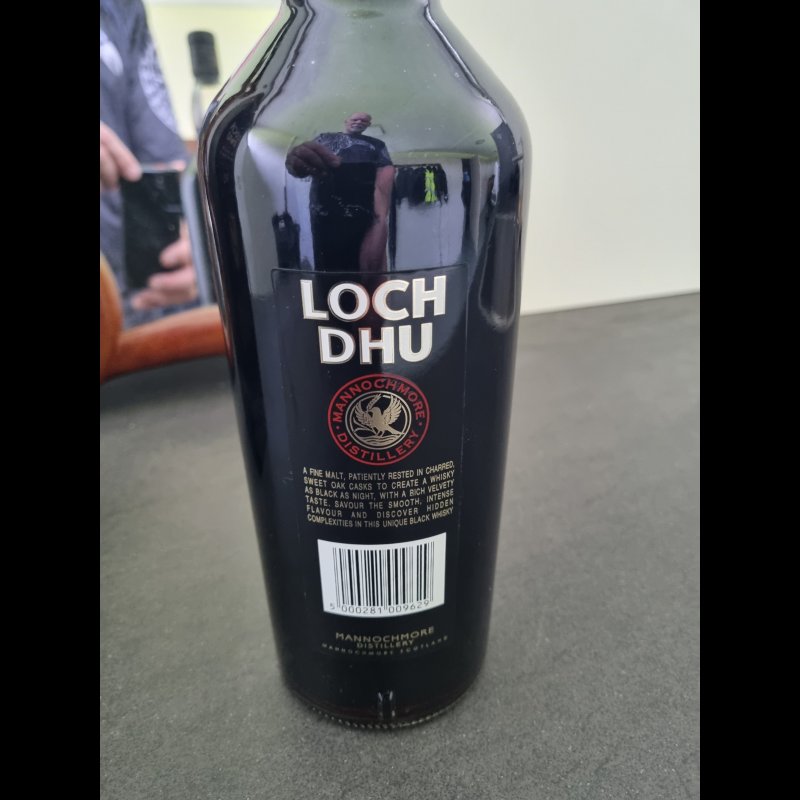 LOCH
DHU
MANNOCHMORE
DISTILLERY
A FINE MALT, PATIENTLY RESTED IN CHARRED,
SWEET OAK CASKS TO CREATE A WHISKY
AS BLACK AS NIGHT, WITH A RICH VELVETY
TASTE. SAVOUR THE SMOOTH, INTENSE
FLAVOUR AND DISCOVER HIDDEN
COMPLEXITIES IN THIS UNIQUE BLACK WHISKY
5 000281 009629
MANNOCHMORE
DISTILLERY
MANNOCHMORE SCOTLAND